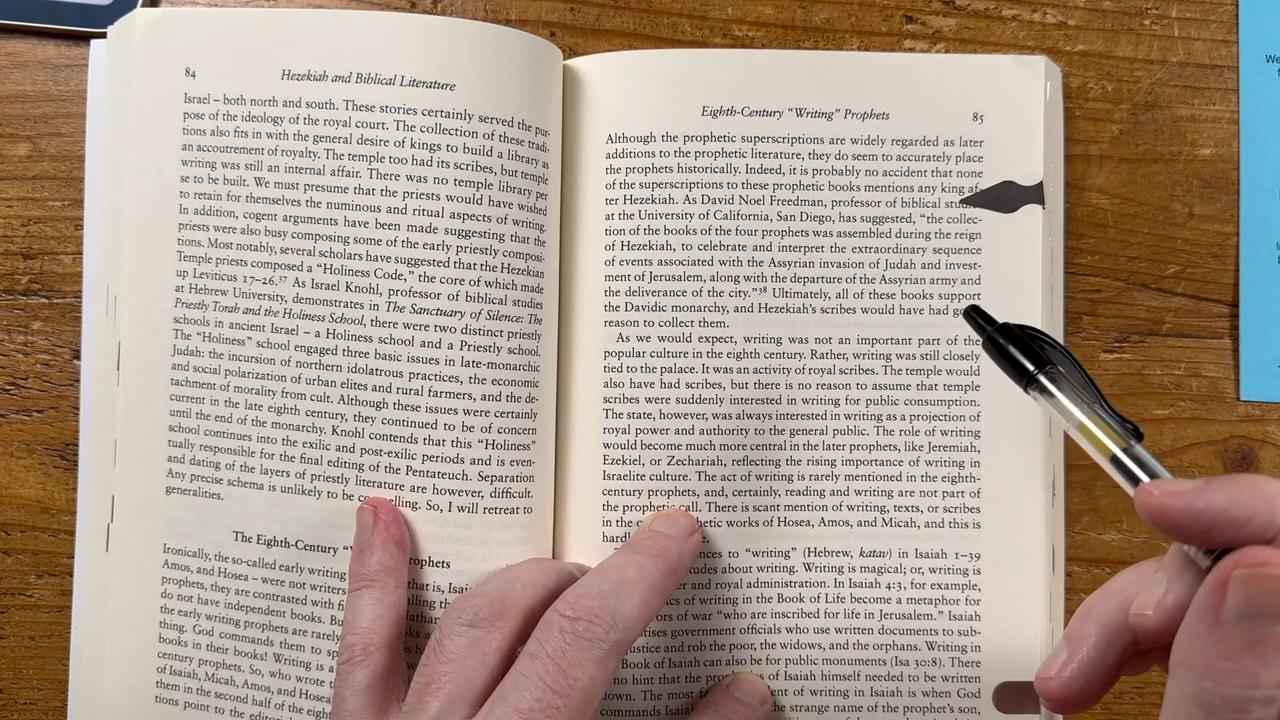 84
Hezekiah and Biblical Literature
Israel – both north and south. These stories certainly served the pur-
pose of the ideology of the royal court. The collection of these tradi-
tions also fits in with the general desire of kings to build a library as
an accoutrement of royalty. The temple too had its scribes, but temple
writing was still an internal affair. There was no temple library per
se to be built. We must presume that the priests would have wished
to retain for themselves the numinous and ritual aspects of writing.
In addition, cogent arguments have been made suggesting that the
priests were also busy composing some of the early priestly composi-
tions. Most notably, several scholars have suggested that the Hezekian
Temple priests composed a “Holiness Code,” the core of which made
up Leviticus 17–26.37 As Israel Knohl, professor of biblical studies
at Hebrew University, demonstrates in The Sanctuary of Silence: The
Priestly Torah and the Holiness School, there were two distinct priestly
schools in ancient Israel – a Holiness school and a Priestly school.
The “Holiness” school engaged three basic issues in late-monarchic
Judah: the incursion of northern idolatrous practices, the economic
and social polarization of urban elites and rural farmers, and the de-
tachment of morality from cult. Although these issues were certainly
current in the late eighth century, they continued to be of concern
until the end of the monarchy. Knohl contends that this “Holiness”
school continues into the exilic and post-exilic periods and is even-
tually responsible for the final editing of the Pentateuch. Separation
and dating of the layers of priestly literature are however, difficult.
Any precise schema is unlikely to be compelling. So, I will retreat to
generalities.
The Eighth-Century
Ironically, the so-called early writing that is,
Amos, and Hosea – were not writers
prophets, they are contrasted with
do not have independent books.
the early writing prophets are rarely
thing. God commands them to
books in their books! Writing is a
century prophets. So, who wrote
of Isaiah, Micah, Amos, and Hosea
them in the second half of the eighth
tions point to the
Eighth-Century “Writing” Prophets
85
Although the prophetic superscriptions are widely regarded as later
additions to the prophetic literature, they do seem to accurately place
the prophets historically. Indeed, it is probably no accident that none
of the superscriptions to these prophetic books mentions any king af-
ter Hezekiah. As David Noel Freedman, professor of biblical studies
at the University of California, San Diego, has suggested, “the collec-
tion of the books of the four prophets was assembled during the reign
of Hezekiah, to celebrate and interpret the extraordinary sequence
of events associated with the Assyrian invasion of Judah and invest-
ment of Jerusalem, along with the departure of the Assyrian army and
the deliverance of the city.”38 Ultimately, all of these books support
the Davidic monarchy, and Hezekiah’s scribes would have had good
reason to collect them.
As we would expect, writing was not an important part of the
popular culture in the eighth century. Rather, writing was still closely
tied to the palace. It was an activity of royal scribes. The temple would
also have had scribes, but there is no reason to assume that temple
scribes were suddenly interested in writing for public consumption.
The state, however, was always interested in writing as a projection of
royal power and authority to the general public. The role of writing
would become much more central in the later prophets, like Jeremiah,
Ezekiel, or Zechariah, reflecting the rising importance of writing in
Israelite culture. The act of writing is rarely mentioned in the eighth-
century prophets, and, certainly, reading and writing are not part of
the prophetic call. There is scant mention of writing, texts, or scribes
in the works of Hosea, Amos, and Micah, and this is
to “writing” (Hebrew, katav) in Isaiah 1–39
about writing. Writing is magical; or, writing is
and royal administration. In Isaiah 4:3, for example,
of writing in the Book of Life become a metaphor for
of war “who are inscribed for life in Jerusalem.” Isaiah
government officials who use written documents to sub-
justice and rob the poor, the widows, and the orphans. Writing in
Book of Isaiah can also be for public monuments (Isa 30:8). There
no hint that the of Isaiah himself needed to be written
down. The most of writing in Isaiah is when God
commands Isaiah the strange name of the prophet’s son,
We